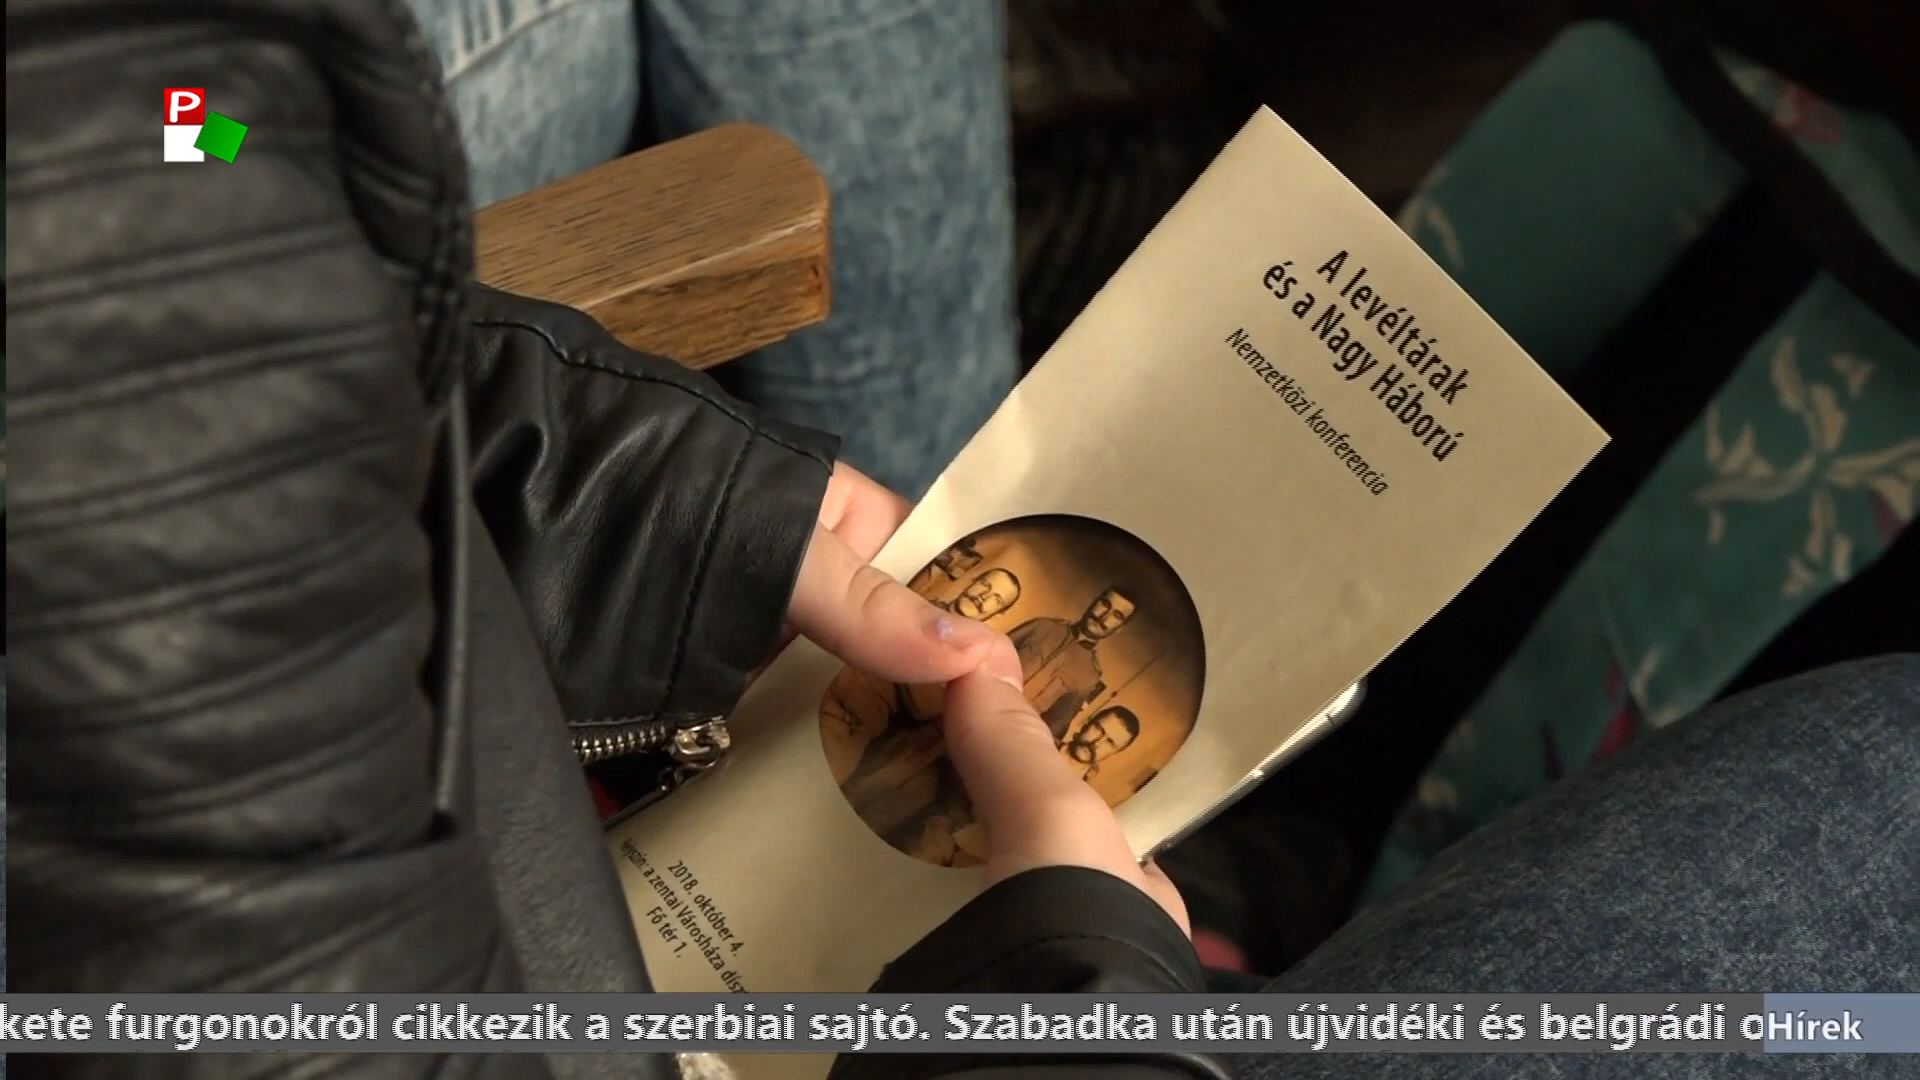 P
A levéltárak
és a Nagy Háború
Nemzetközi konferencia
2018. október 4.
a zentai Városháza
Fő tér 1.
furgonokról cikkezik a szerbiai sajtó. Szabadka után újvidéki és belgrádi
Hírek